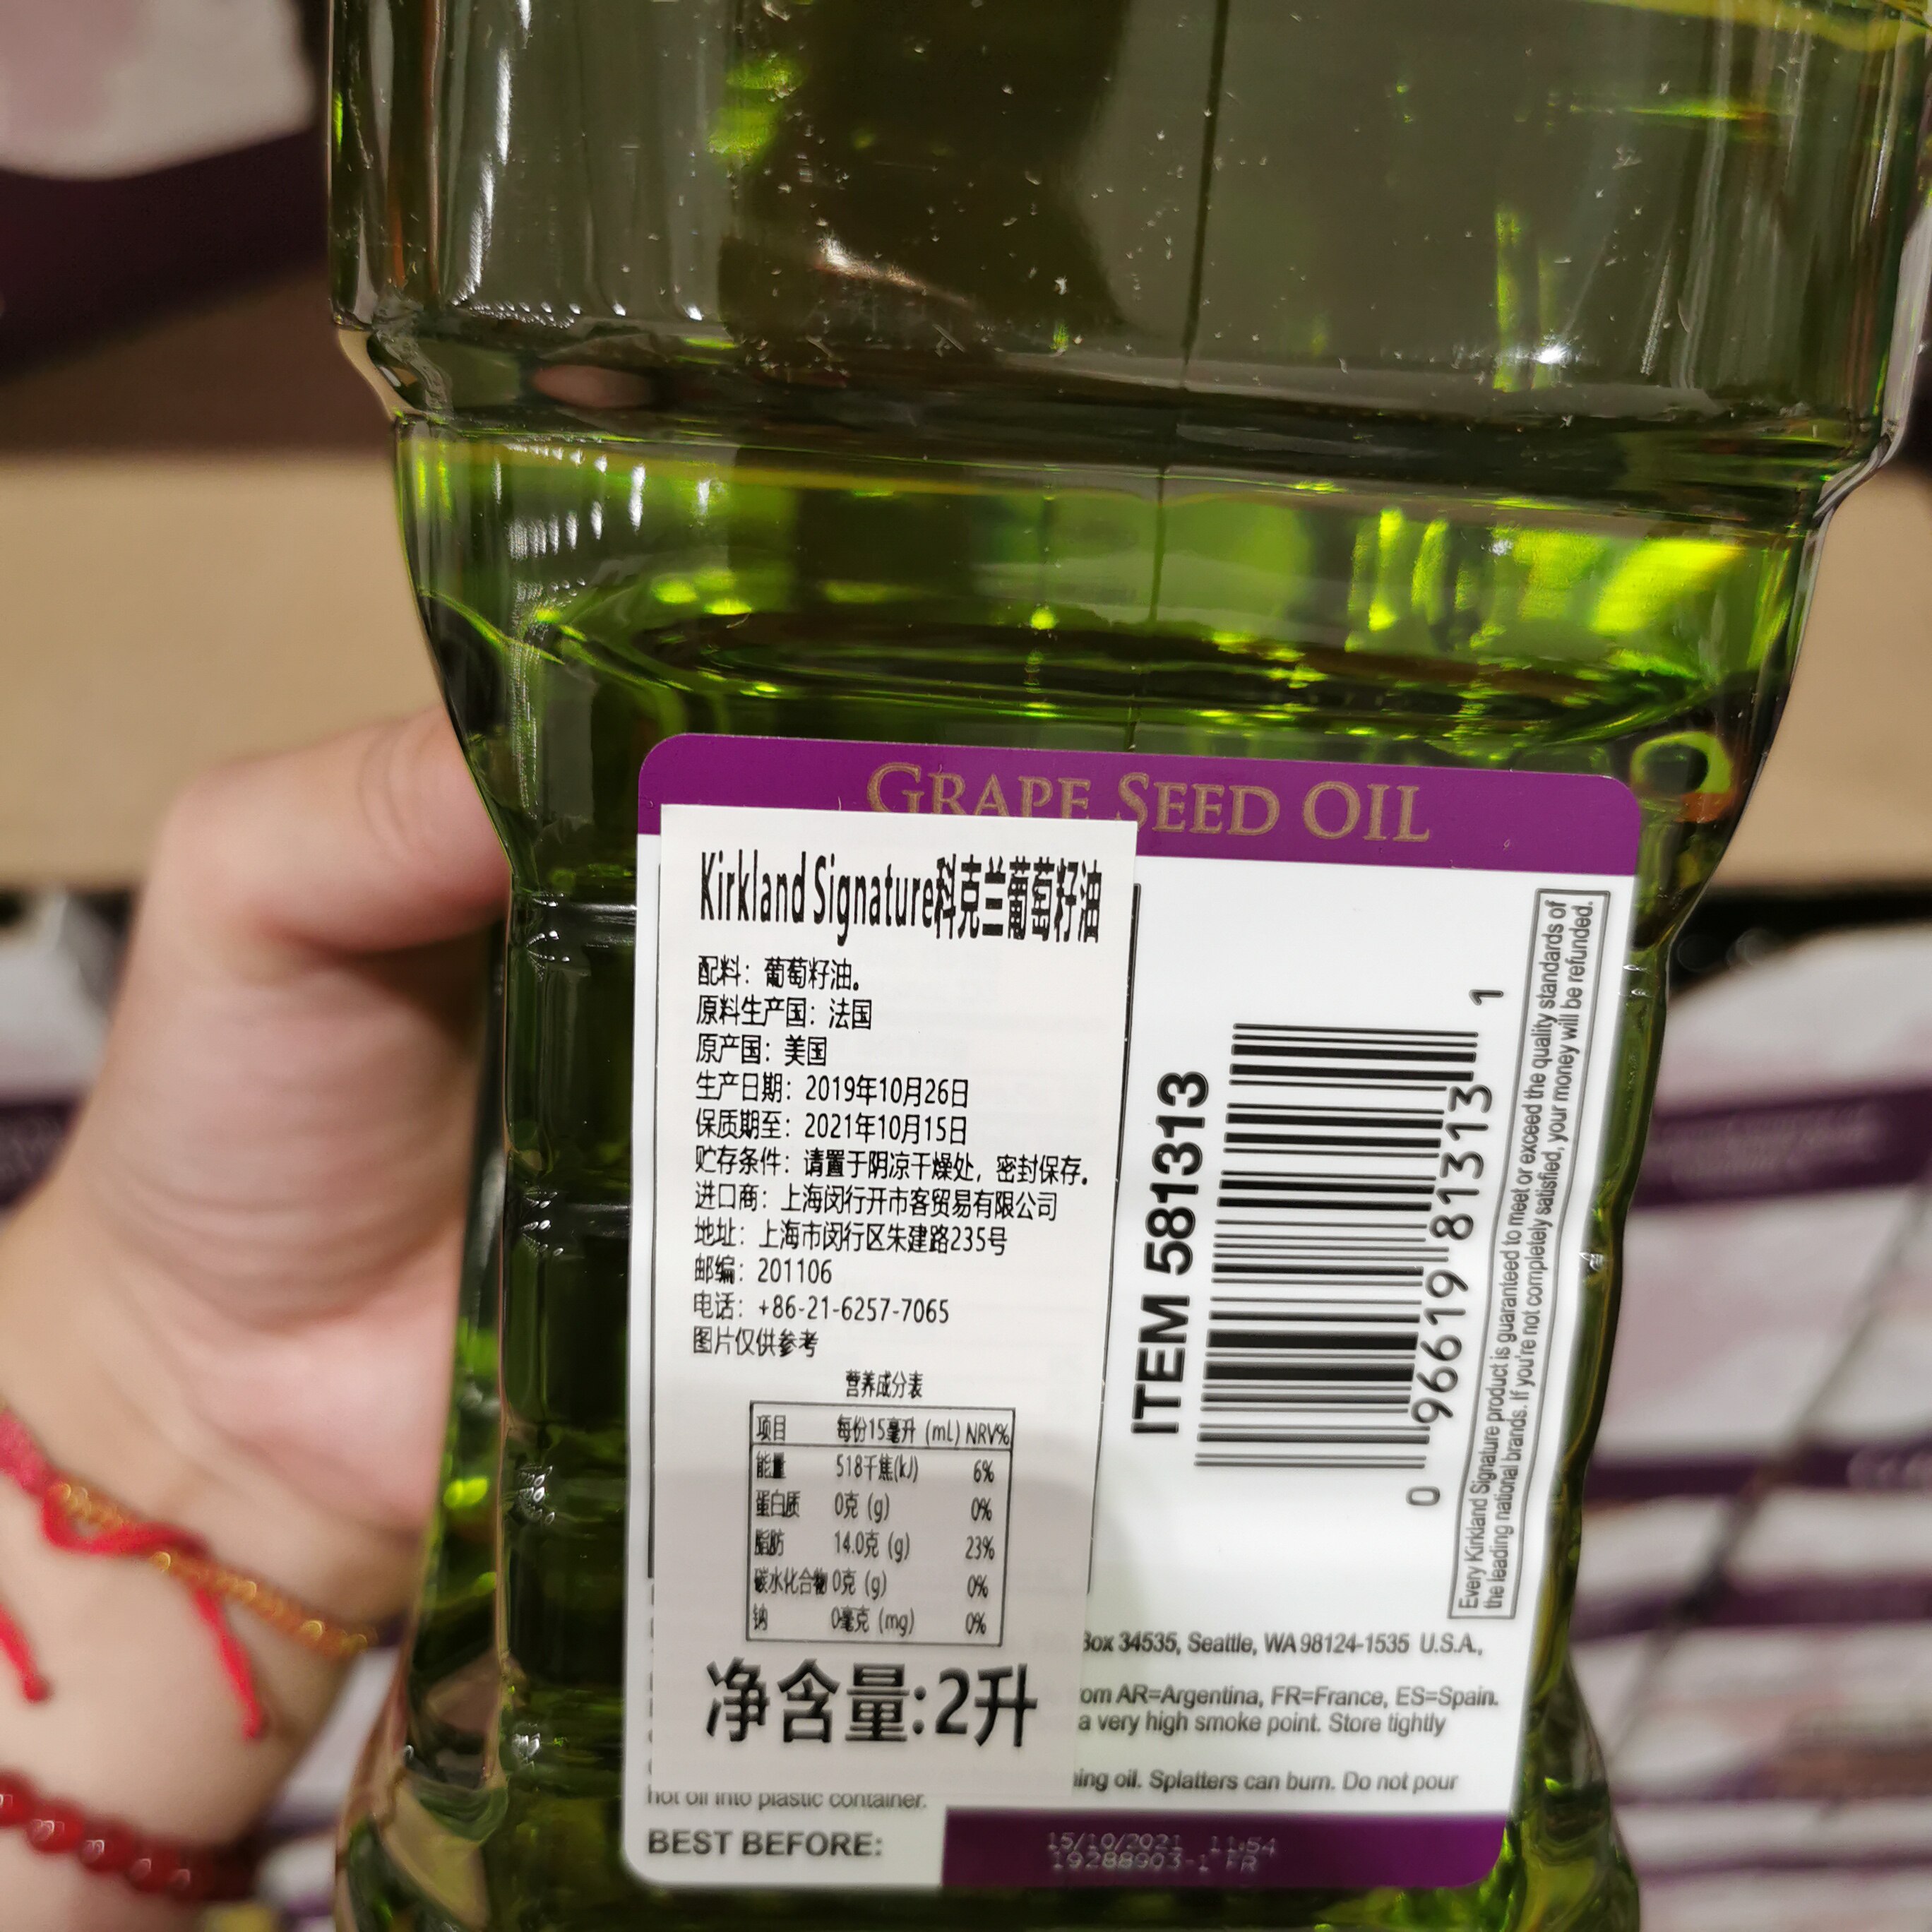 GRAPE SEED OIL
Kirkland Signature科克兰葡萄籽油
配料：葡萄籽油。
原料生产国：法国
原产国：美国
生产日期：2019年10月26日
保质期至：2021年10月15日
贮存条件：请置于阴凉干燥处，密封保存。
进口商：上海闵行开市客贸易有限公司
地址：上海市闵行区朱建路235号
邮编：201106
电话：+86-21-6257-7065
图片仅供参考
营养成分表
项目 每份15毫升 (mL) NRV%
能量 518千焦(kJ) 6%
蛋白质 0克 (g) 0%
脂肪 14.0克 (g) 23%
碳水化合物 0克 (g) 0%
钠 0毫克 (mg) 0%
净含量:2升
ITEM 581313
0 96619 81313 1
Every Kirkland Signature product is guaranteed to meet or exceed the quality standards of
the leading national brands. If you're not completely satisfied, your money will be refunded.
Box 34535, Seattle, WA 98124-1535 U.S.A.,
om AR=Argentina, FR=France, ES=Spain.
a very high smoke point. Store tightly
ing oil. Splatters can burn. Do not pour
hot oil into plastic container.
BEST BEFORE:
15/10/2021 11:54
19288903-1 FR